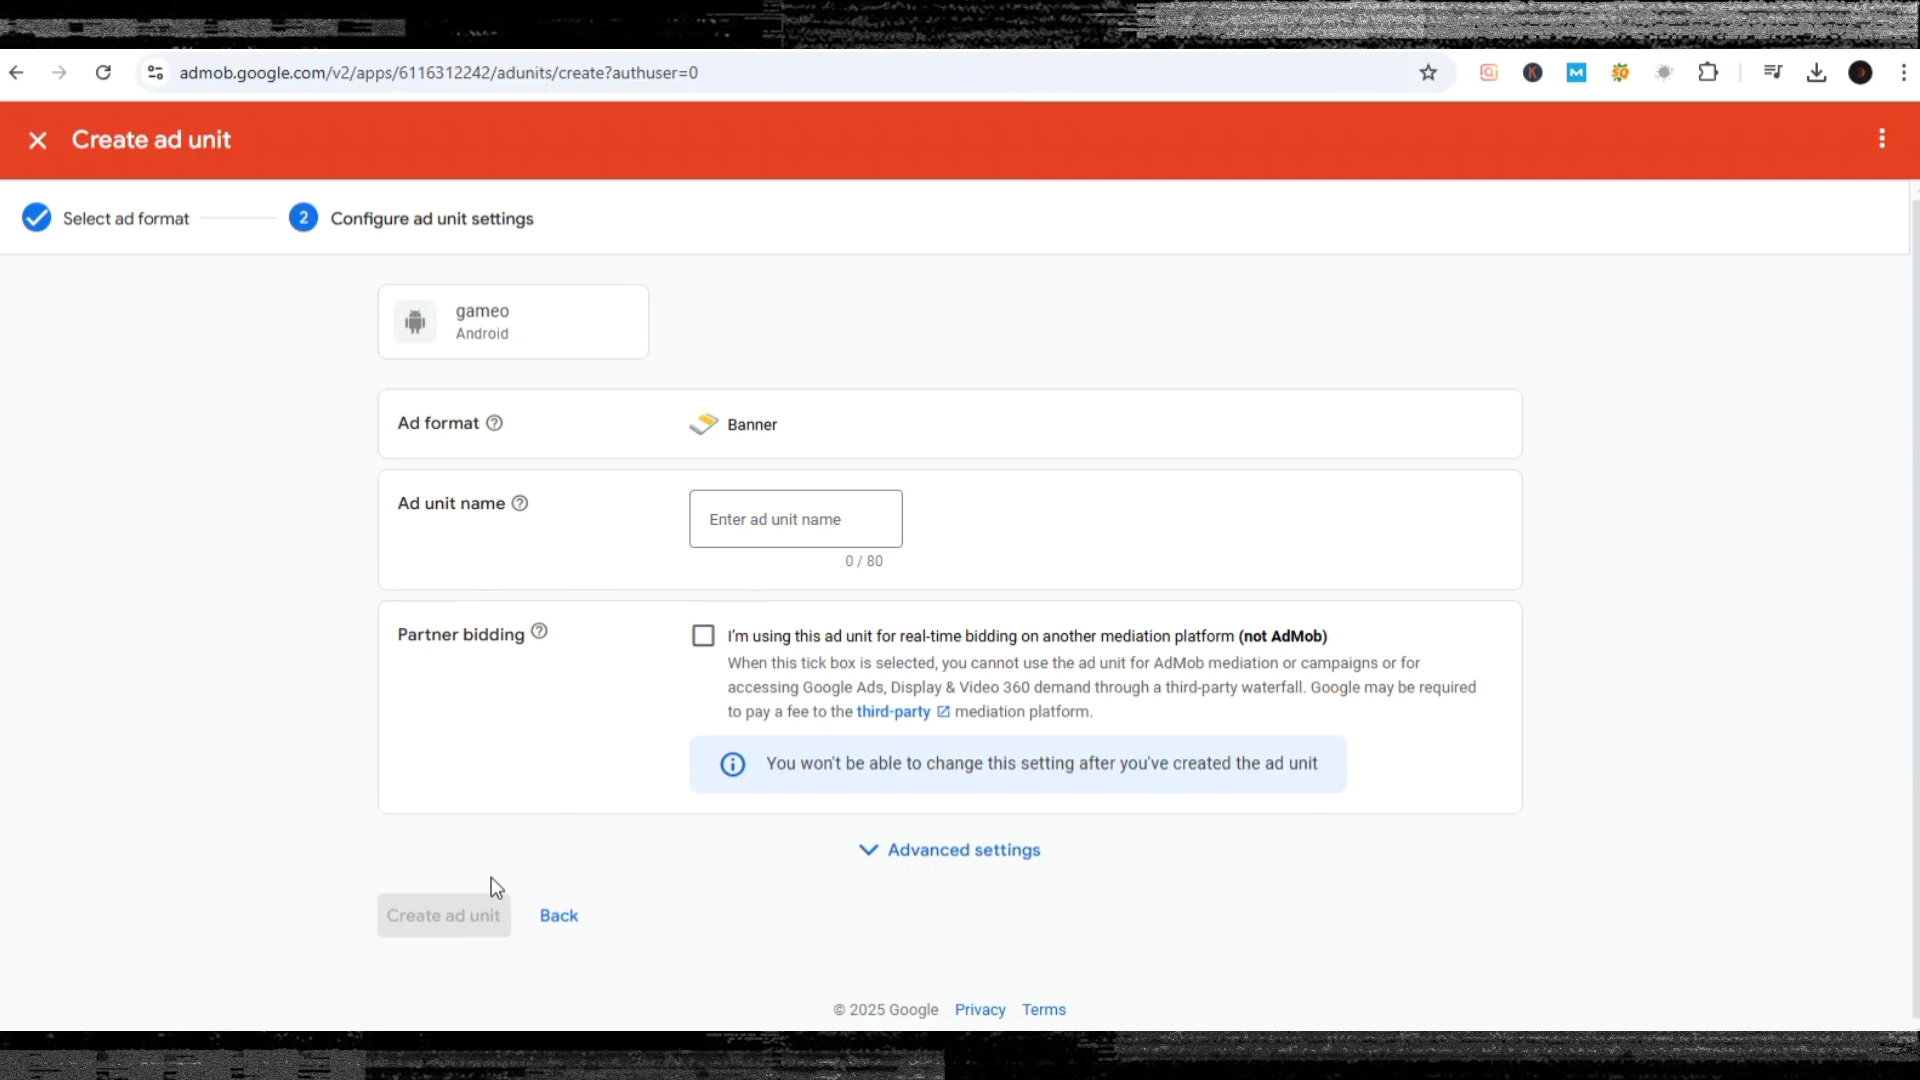 admob.google.com/v2/apps/6116312242/adunits/create?authuser=0
Create ad unit
Select ad format
2
Configure ad unit settings
gameo
Android
Ad format
Banner
Ad unit name
Enter ad unit name
0 / 80
Partner bidding
I'm using this ad unit for real-time bidding on another mediation platform (not AdMob)
When this tick box is selected, you cannot use the ad unit for AdMob mediation or campaigns or for
accessing Google Ads, Display & Video 360 demand through a third-party waterfall. Google may be required
to pay a fee to the third-party mediation platform.
You won't be able to change this setting after you've created the ad unit
Advanced settings
Create ad unit
Back
© 2025 Google Privacy Terms